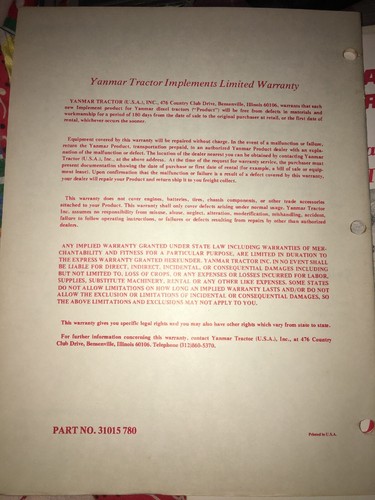 Yanmar Tractor Implements Limited Warranty
YANMAR TRACTOR (U.S.A.), INC., 476 Country Club Drive, Bensenville, Illinois 60106, warrants that each
new Implement product for Yanmar diesel tractors ("Product") will be free from defects in materials and
workmanship for a period of 180 days from the date of sale to the original purchaser at retail, or the first date of
rental, whichever occurs the sooner.
Equipment covered by this warranty will be repaired without charge. In the event of a malfunction or failure,
return the Yanmar Product, transportation prepaid, to an authorized Yanmar Product dealer with an expla-
nation of the malfunction or defect. The location of the dealer nearest you can be obtained by contacting Yanmar
Tractor (U.S.A.), Inc., at the above address. At the time of the request for warranty service, the purchaser must
present documentation showing the date of purchase or first date of rental (for example, a bill of sale or equip-
ment lease). Upon confirmation that the malfunction or failure is a result of a defect covered by this warranty,
your dealer will repair your Product and return ship it to you freight collect.
This warranty does not cover engines, batteries, tires, chassis components, or other trade accessories
attached to your Product. This warranty shall only cover defects arising under normal usage. Yanmar Tractor
Inc. assumes no responsibility from misuse, abuse, neglect, alteration, modification, mishandling, accident,
failure to follow operating instructions, or failures or defects resulting from repairs by other than authorized
dealers.
ANY IMPLIED WARRANTY GRANTED UNDER STATE LAW INCLUDING WARRANTIES OF MER-
CHANTABILITY AND FITNESS FOR A PARTICULAR PURPOSE, ARE LIMITED IN DURATION TO
THE EXPRESS WARRANTY GRANTED HEREUNDER. YANMAR TRACTOR INC. IN NO EVENT SHALL
BE LIABLE FOR DIRECT, INDIRECT, INCIDENTAL, OR CONSEQUENTIAL DAMAGES INCLUDING
BUT NOT LIMITED TO, LOSS OF CROPS, OR ANY EXPENSES OR LOSSES INCURRED FOR LABOR,
SUPPLIES, SUBSTITUTE MACHINERY, RENTAL OR ANY OTHER LIKE EXPENSES. SOME STATES
DO NOT ALLOW LIMITATIONS ON HOW LONG AN IMPLIED WARRANTY LASTS AND/OR DO NOT
ALLOW THE EXCLUSION OR LIMITATIONS OF INCIDENTAL OR CONSEQUENTIAL DAMAGES, SO
THE ABOVE LIMITATIONS AND EXCLUSIONS MAY NOT APPLY TO YOU.
This warranty gives you specific legal rights and you may also have other rights which vary from state to state.
For further information concerning this warranty, contact Yanmar Tractor (U.S.A.), Inc., at 476 Country
Club Drive, Bensenville, Illinois 60106. Telephone (312)860-5370.
PART NO. 31015 780
Printed in U.S.A.